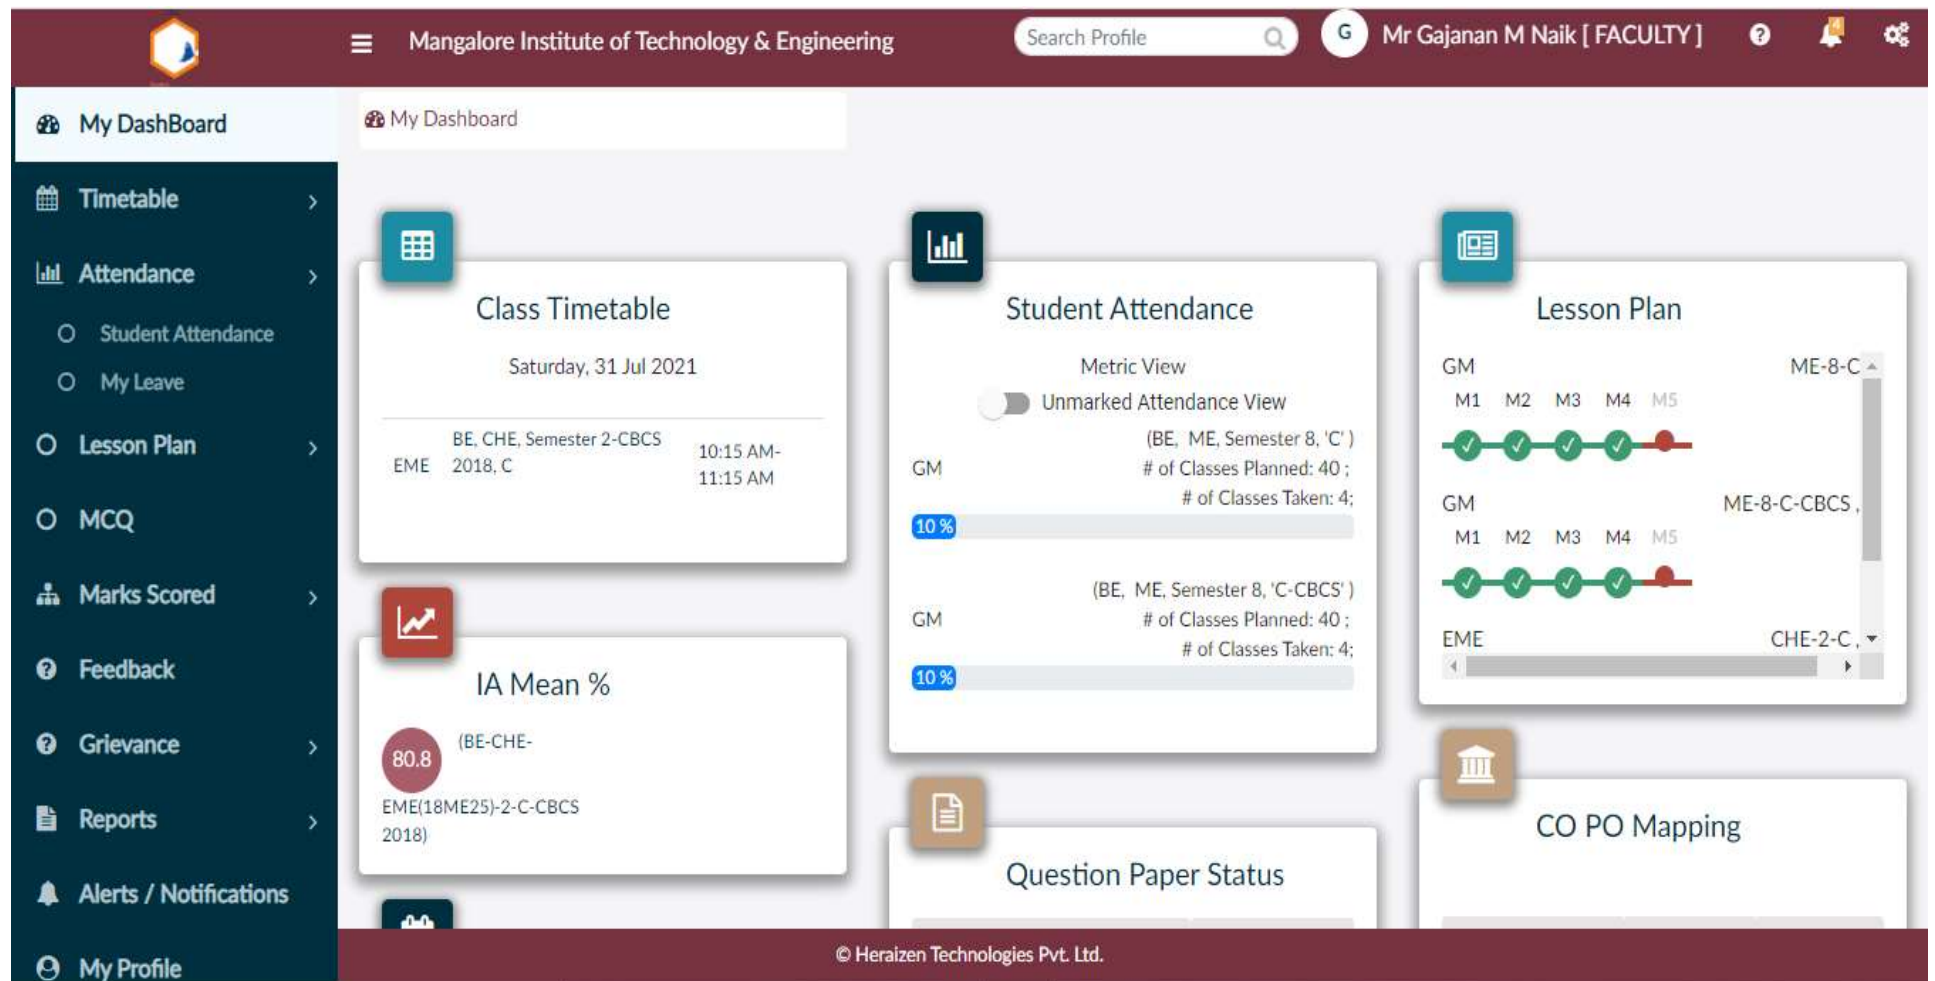 Mangalore Institute of Technology & Engineering
Search Profile
G
Mr Gajanan M Naik [ FACULTY ]
4
My DashBoard
Timetable
Attendance
Student Attendance
My Leave
Lesson Plan
MCQ
Marks Scored
Feedback
Grievance
Reports
Alerts / Notifications
My Profile
My Dashboard
Class Timetable
Saturday, 31 Jul 2021
EME
BE, CHE, Semester 2-CBCS
2018, C
10:15 AM-
11:15 AM
IA Mean %
80.8
(BE-CHE-
EME(18ME25)-2-C-CBCS
2018)
Student Attendance
Metric View
Unmarked Attendance View
(BE, ME, Semester 8, 'C' )
GM
# of Classes Planned: 40 ;
# of Classes Taken: 4;
10 %
(BE, ME, Semester 8, 'C-CBCS' )
GM
# of Classes Planned: 40 ;
# of Classes Taken: 4;
10 %
Question Paper Status
Lesson Plan
GM ME-8-C
M1 M2 M3 M4 M5
GM ME-8-C-CBCS ,
M1 M2 M3 M4 M5
EME CHE-2-C ,
CO PO Mapping
© Heraizen Technologies Pvt. Ltd.